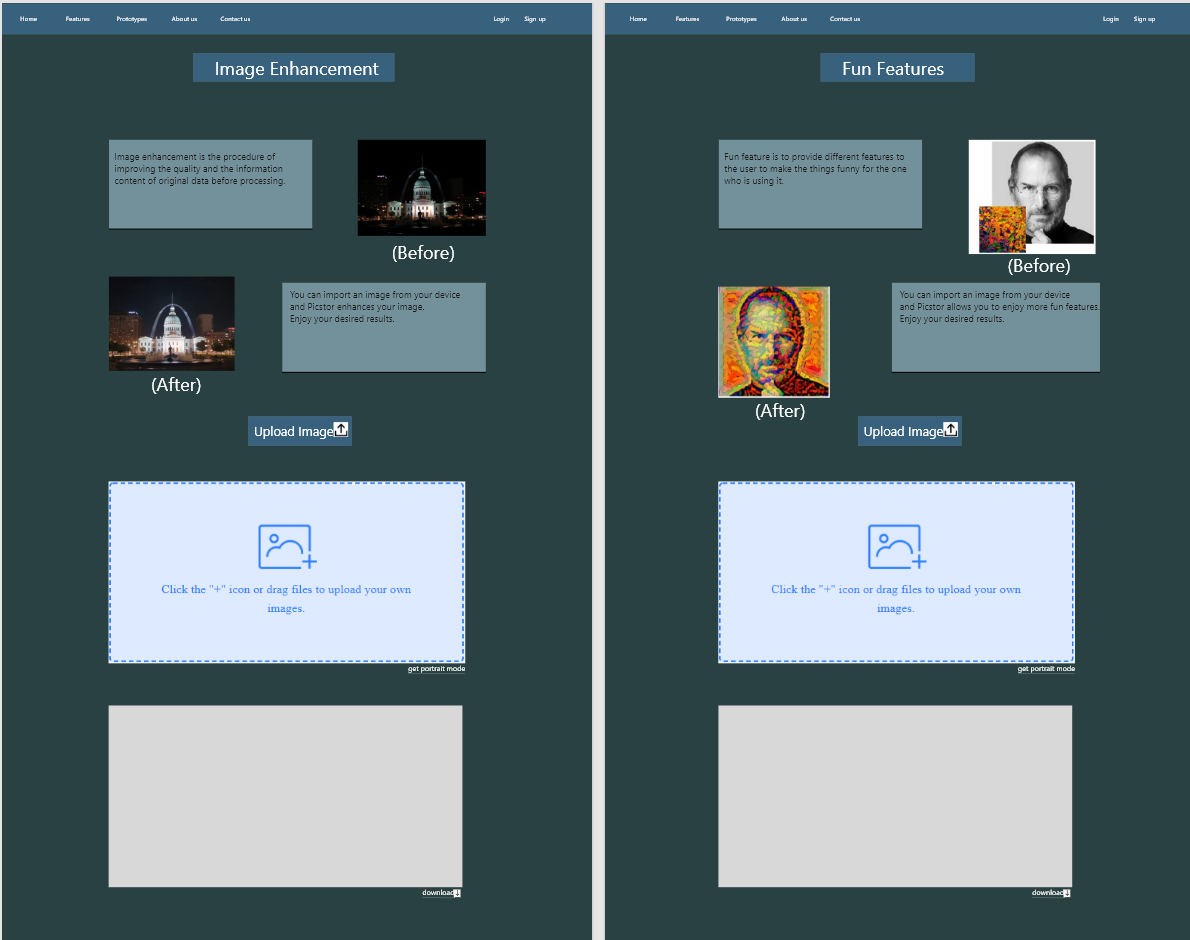 Home Features Prototypes About us Contact us Login Sign up
Image Enhancement
Image enhancement is the procedure of
improving the quality and the information
content of original data before processing.
(Before)
You can import an image from your device
and Picstor enhances your image.
Enjoy your desired results.
(After)
Upload Image
Click the "+" icon or drag files to upload your own
images.
get portrait mode
download
Home Features Prototypes About us Contact us Login Sign up
Fun Features
Fun feature is to provide different features to
the user to make the things funny for the one
who is using it.
(Before)
You can import an image from your device
and Picstor allows you to enjoy more fun features.
Enjoy your desired results.
(After)
Upload Image
Click the "+" icon or drag files to upload your own
images.
get portrait mode
download